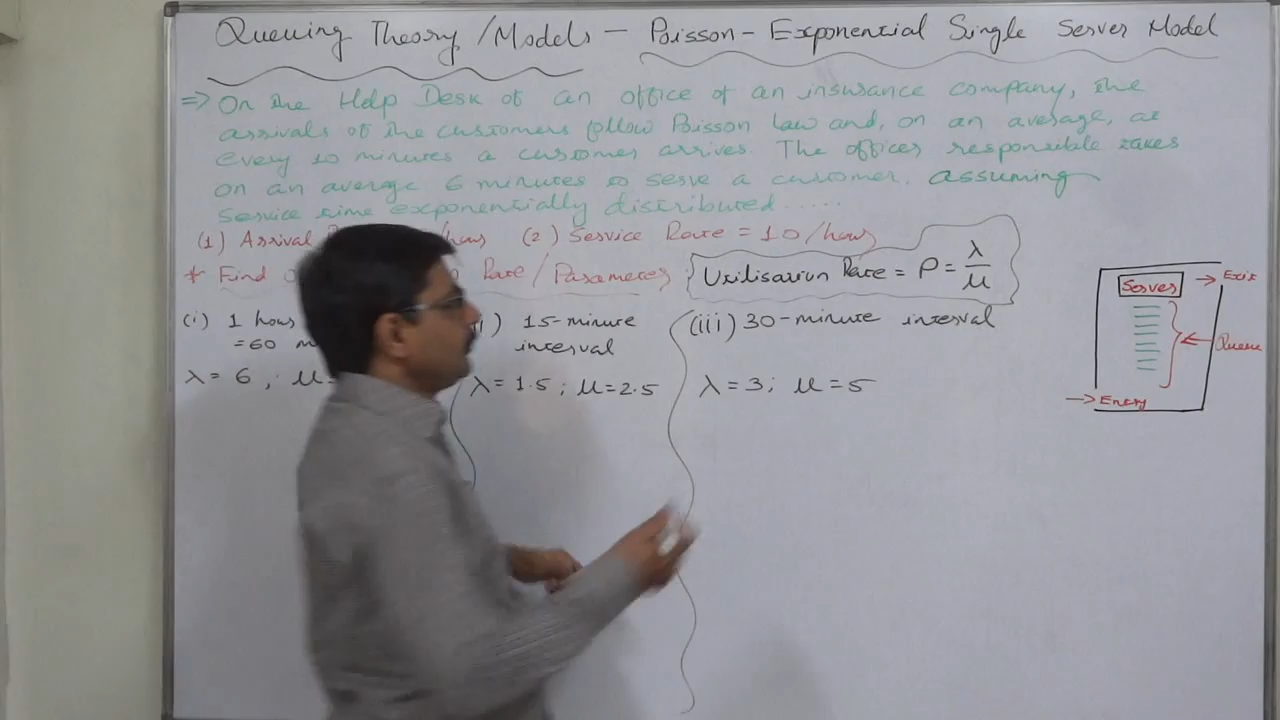 Queuing Theory/Models - Poisson-Exponential Single Server Model
⇒ On the Help Desk of an office of an insurance company, the
arrivals of the customers follow Poisson law and, on an average, at
every 10 minutes a customer arrives. The officer responsible takes
on an average 6 minutes to serve a customer. Assuming
service time exponentially distributed.....
(1) Arrival /hour (2) Service Rate = 10/hour
* Find Rate/Parameter Utilisation Rate = ρ = λ/μ
(i) 1 hour
= 60
λ = 6, μ
15-minute
interval
λ = 1.5; μ = 2.5
(iii) 30-minute interval
λ = 3; μ = 5
Server → Exit
Queue
→ Entry